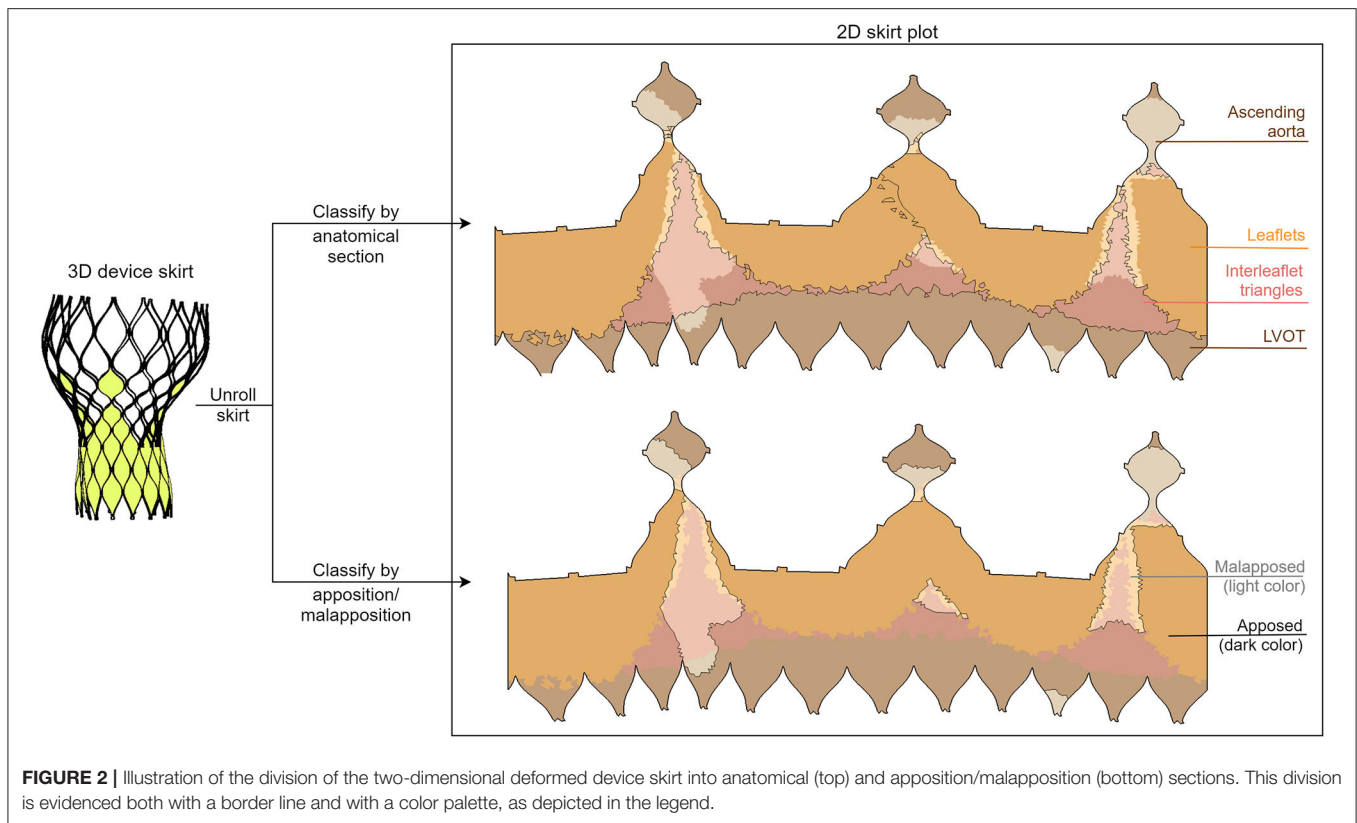 2D skirt plot
Ascending
aorta
Classify by
anatomical
section
Leaflets
3D device skirt
Interleaflet
triangles
LVOT
Unroll
skirt
Malapposed
(light color)
Classify by
apposition/
malapposition
Apposed
(dark color)
FIGURE 2 | Illustration of the division of the two-dimensional deformed device skirt into anatomical (top) and apposition/malapposition (bottom) sections. This division
is evidenced both with a border line and with a color palette, as depicted in the legend.